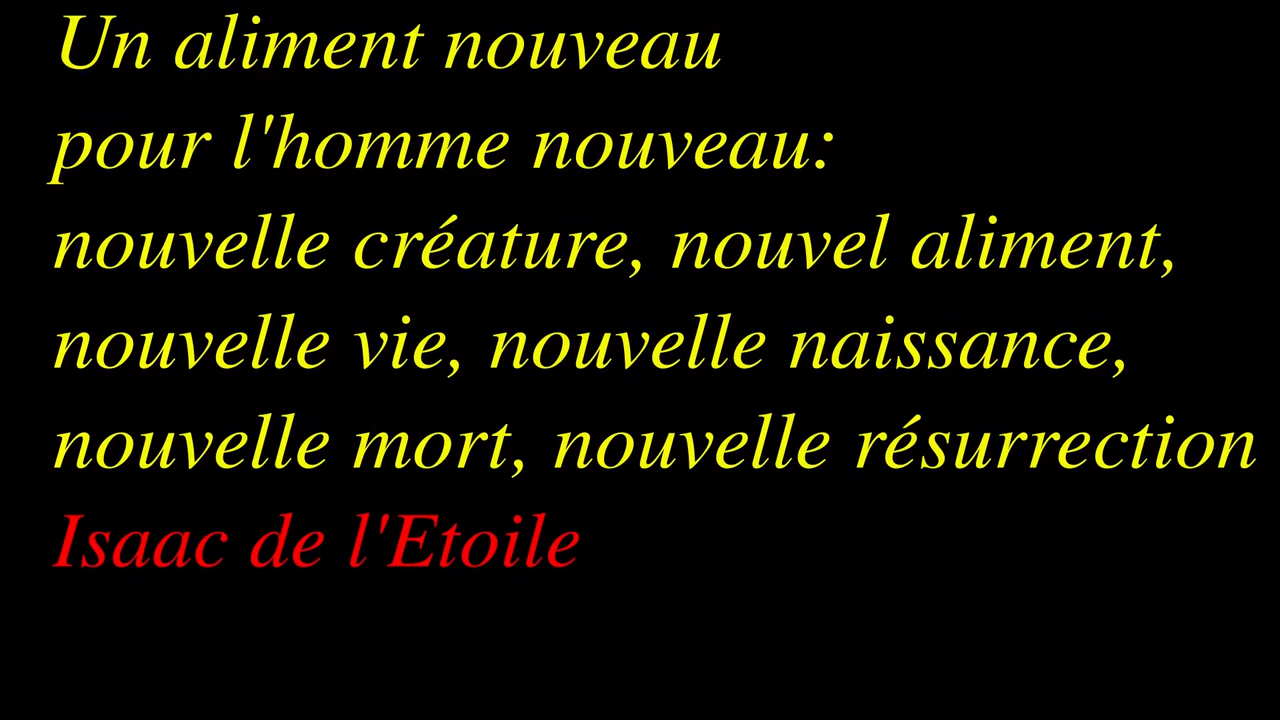 Un aliment nouveau
pour l'homme nouveau:
nouvelle créature, nouvel aliment,
nouvelle vie, nouvelle naissance,
nouvelle mort, nouvelle résurrection
Isaac de l'Etoile